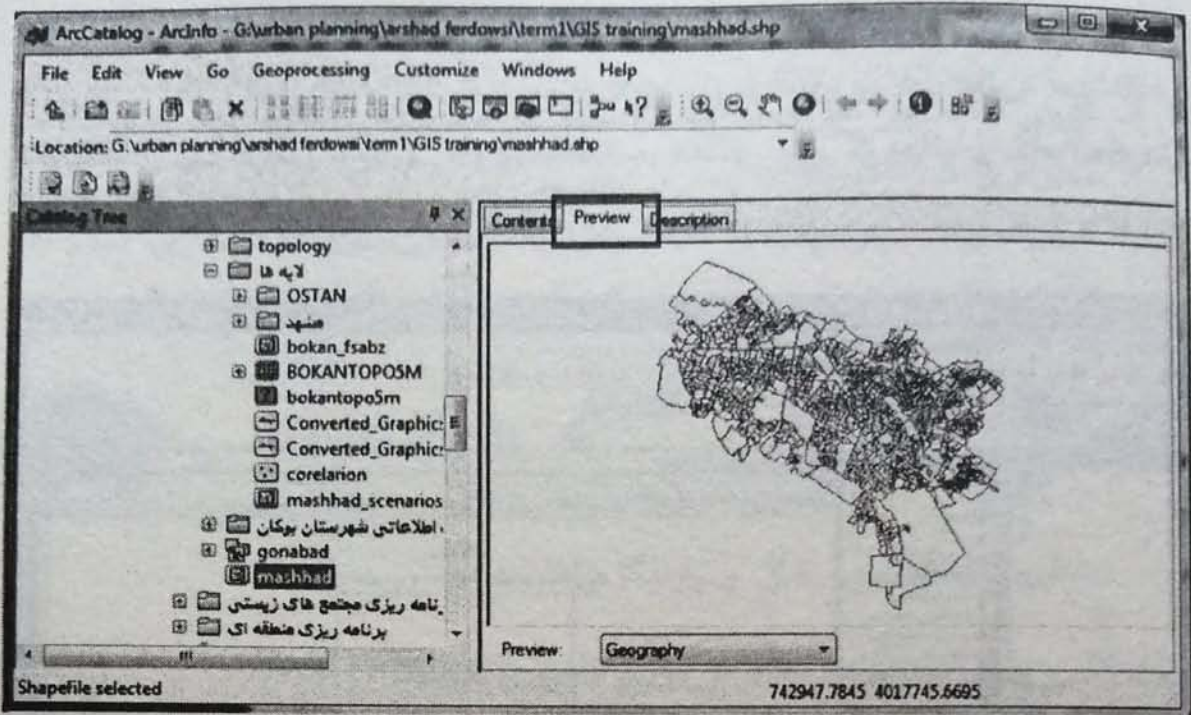 ArcCatalog - ArcInfo - G:\urban planning\arshad ferdowsi\term1\GIS training\mashhad.shp
File Edit View Go Geoprocessing Customize Windows Help
Location: G:\urban planning\arshad ferdowsi\term1\GIS training\mashhad.shp
Catalog Tree
Contents Preview Description
topology
لایه ها
OSTAN
مشهد
bokan_fsabz
BOKANTOPO5M
bokantopo5m
Converted_Graphic
Converted_Graphic
corelarion
mashhad_scenarios
اطلاعاتی شهرستان بوکان
gonabad
mashhad
رنامه ریزی مجتمع های زیستی
برنامه ریزی منطقه ای
Preview: Geography
Shapefile selected
742947.7845 4017745.6695